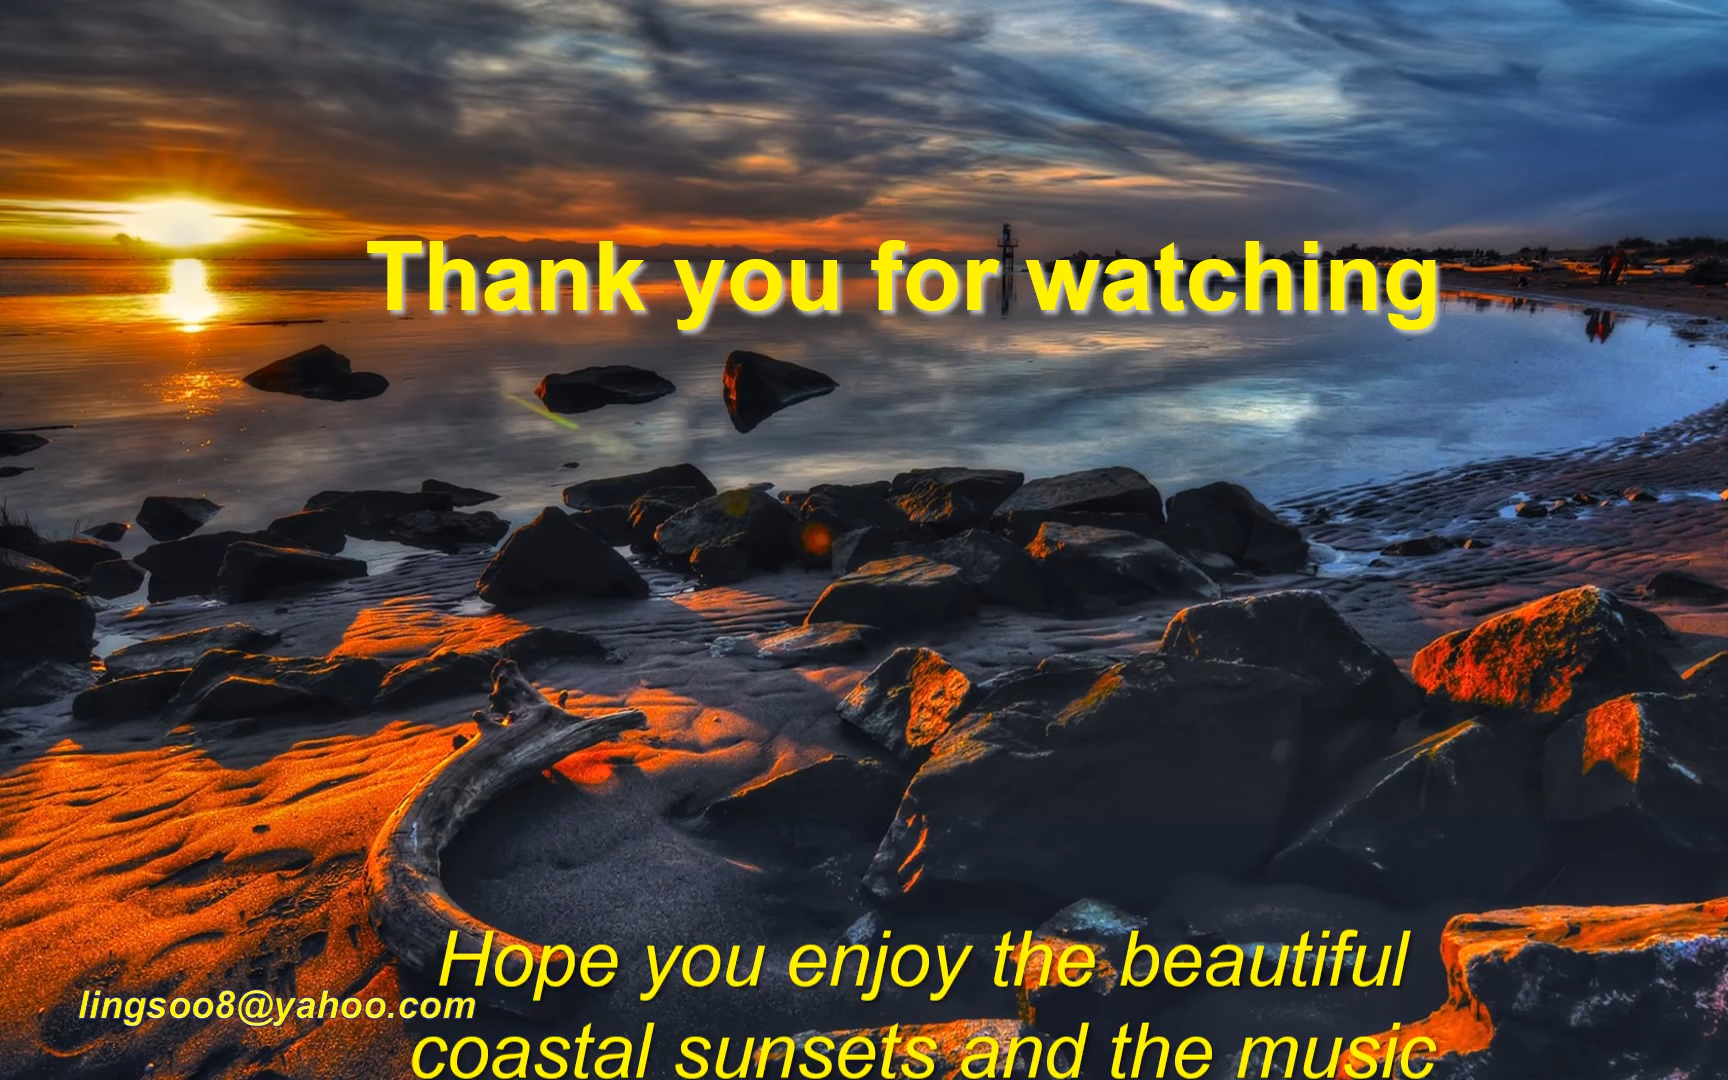 Thank you for watching
Hope you enjoy the beautiful
lingsoo8@yahoo.com
coastal sunsets and the music